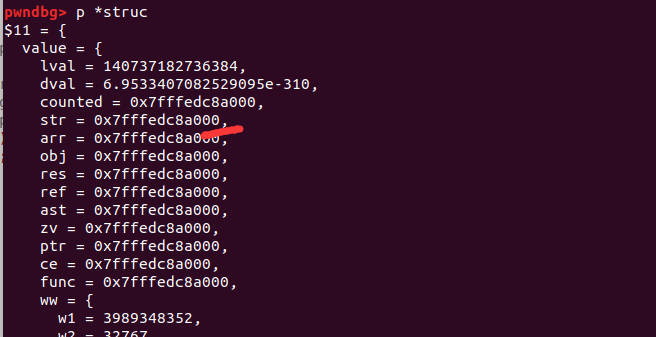 pwndbg> p *struc
$11 = {
  value = {
    lval = 140737182736384,
    dval = 6.9533407082529095e-310,
    counted = 0x7fffedc8a000,
    str = 0x7fffedc8a000,
    arr = 0x7fffedc8a000,
    obj = 0x7fffedc8a000,
    res = 0x7fffedc8a000,
    ref = 0x7fffedc8a000,
    ast = 0x7fffedc8a000,
    zv = 0x7fffedc8a000,
    ptr = 0x7fffedc8a000,
    ce = 0x7fffedc8a000,
    func = 0x7fffedc8a000,
    ww = {
      w1 = 3989348352,
      w2 = 32767